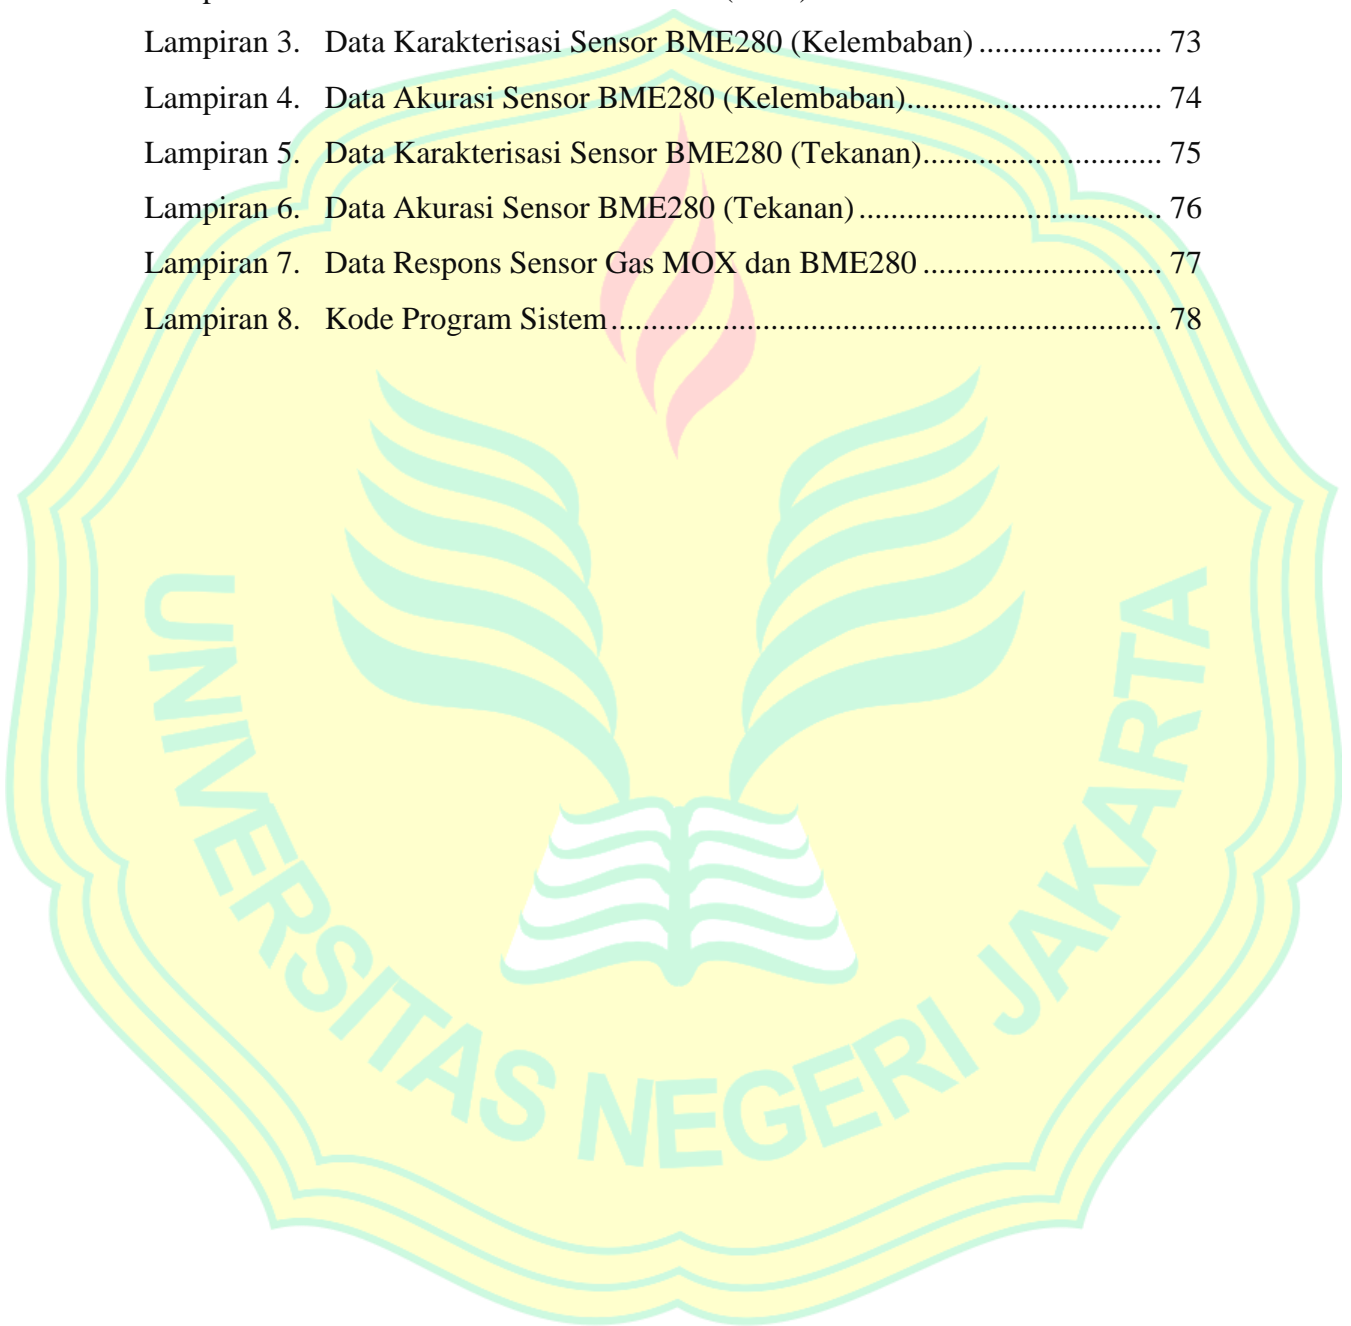 Lampiran 3. Data Karakterisasi Sensor BME280 (Kelembaban) ....................... 73
Lampiran 4. Data Akurasi Sensor BME280 (Kelembaban)................................ 74
Lampiran 5. Data Karakterisasi Sensor BME280 (Tekanan).............................. 75
Lampiran 6. Data Akurasi Sensor BME280 (Tekanan) ...................................... 76
Lampiran 7. Data Respons Sensor Gas MOX dan BME280 .............................. 77
Lampiran 8. Kode Program Sistem...................................................................... 78
UNIVERSITAS NEGERI JAKARTA